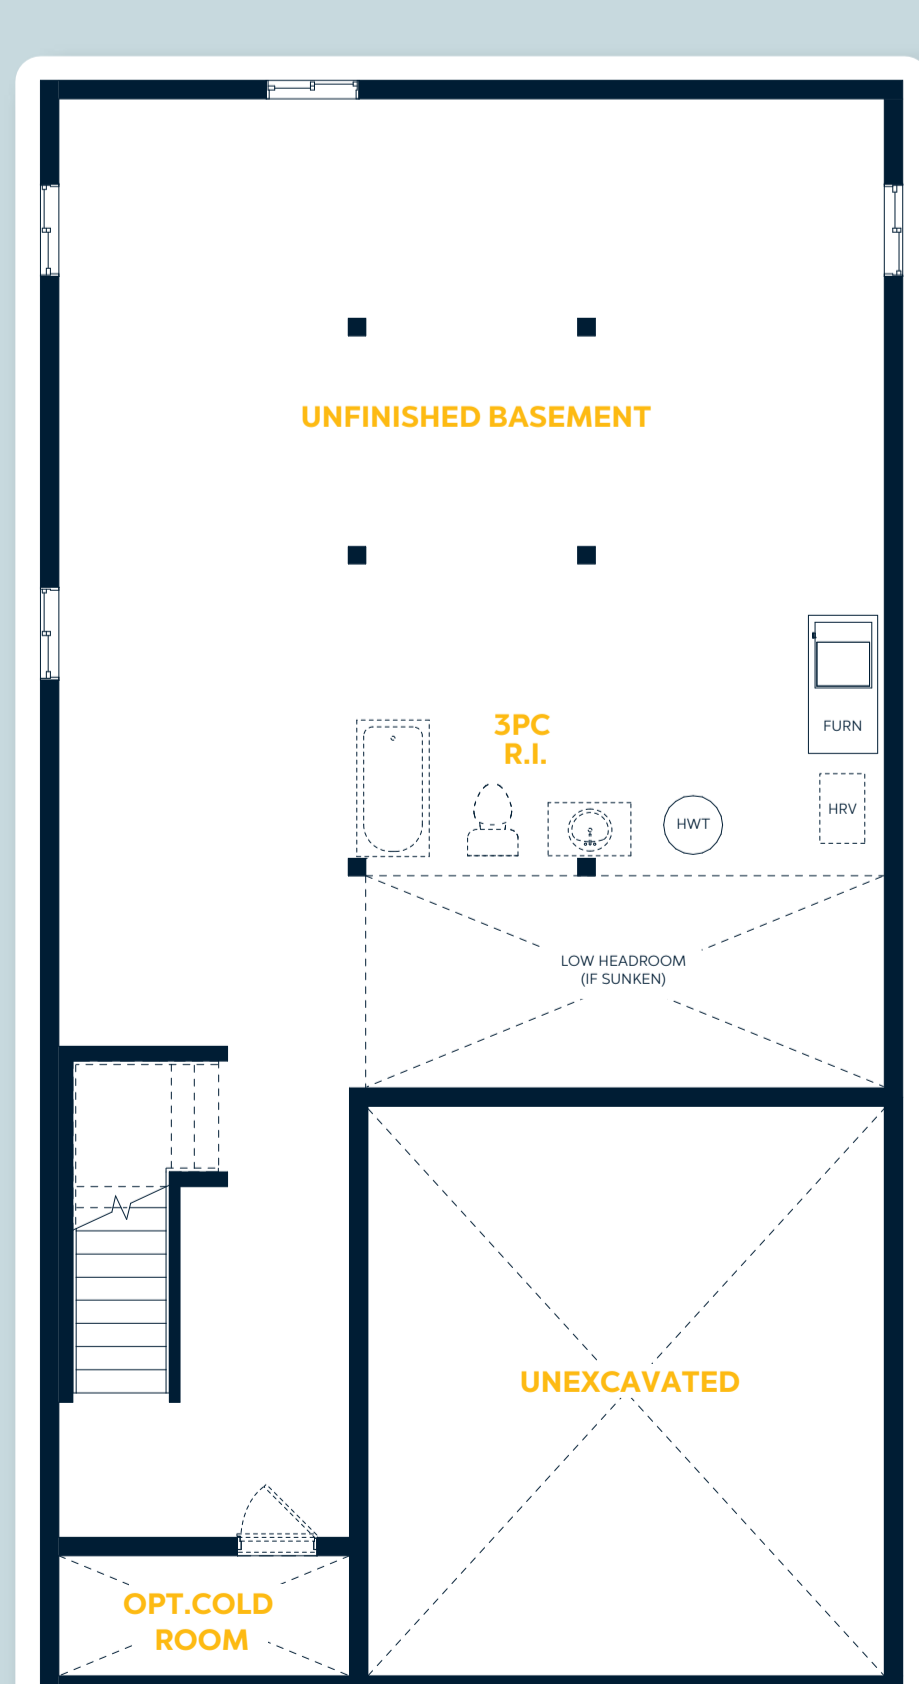 UNFINISHED BASEMENT
3PC
R.I.
FURN
HRV
HWT
LOW HEADROOM
(IF SUNKEN)
UNEXCAVATED
OPT.COLD
ROOM